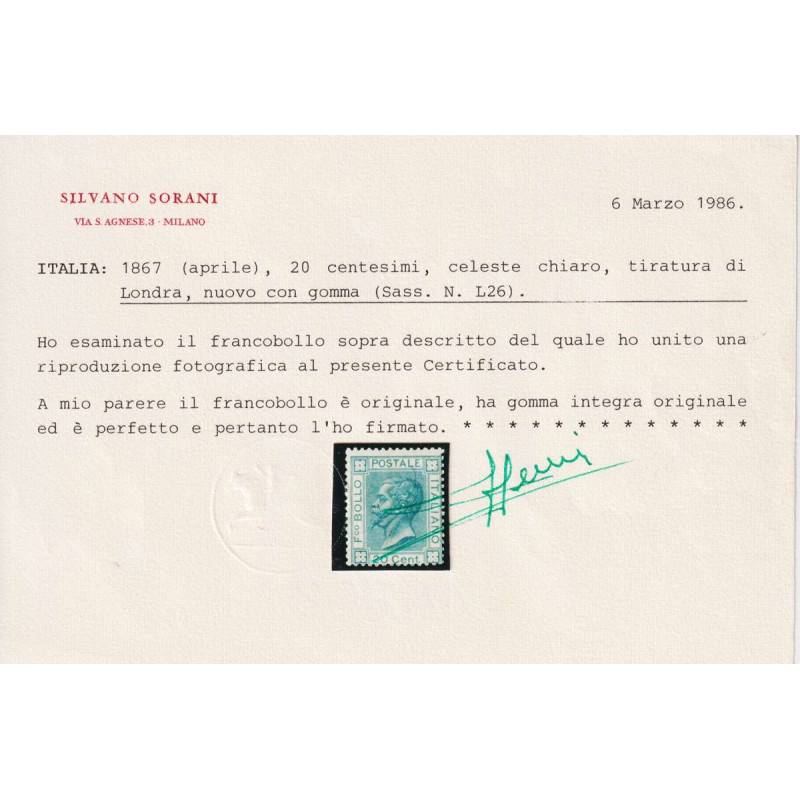 SILVANO SORANI
VIA S. AGNESE.3 · MILANO
6 Marzo 1986.
ITALIA: 1867 (aprile), 20 centesimi, celeste chiaro, tiratura di
Londra, nuovo con gomma (Sass. N. L26).
Ho esaminato il francobollo sopra descritto del quale ho unito una
riproduzione fotografica al presente Certificato.
A mio parere il francobollo è originale, ha gomma integra originale
ed è perfetto e pertanto l'ho firmato. * * * * * * * * * * * * *
POSTALE
Fco BOLLO
ITALIANO
20 Cent